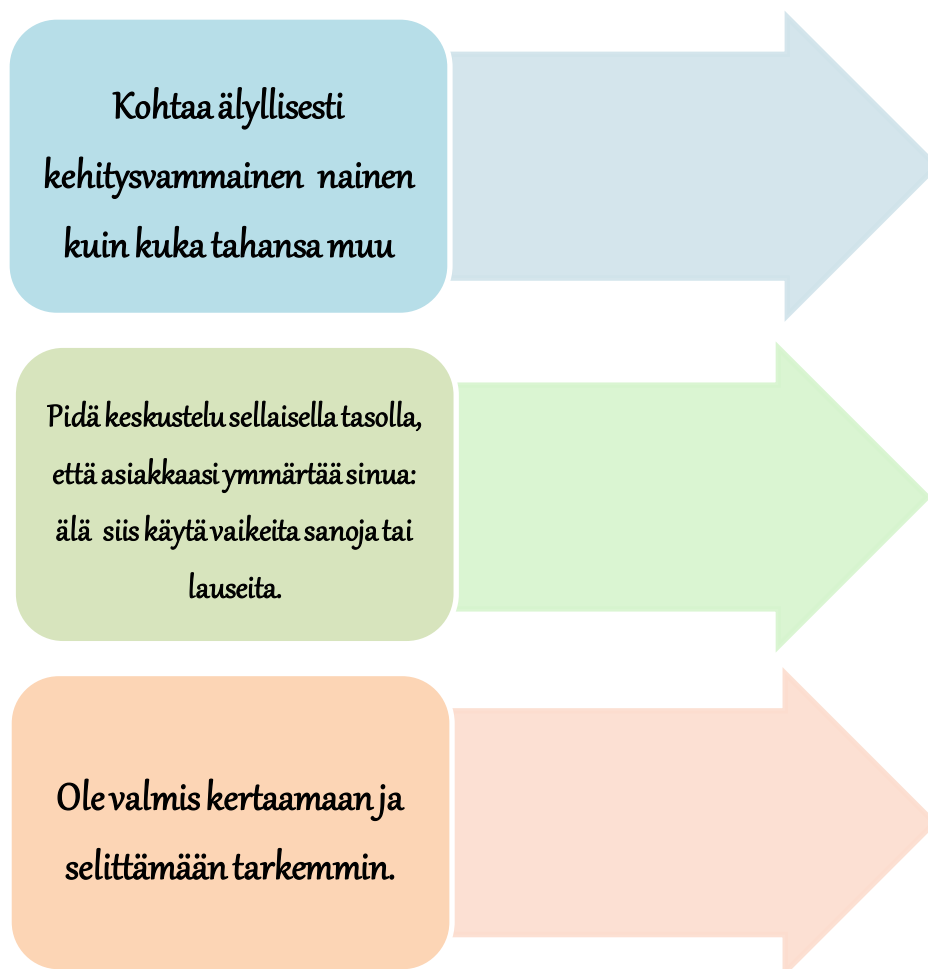 Kohtaa älyllisesti
kehitysvammainen nainen
kuin kuka tahansa muu
Pidä keskustelu sellaisella tasolla,
että asiakkaasi ymmärtää sinua:
älä siis käytä vaikeita sanoja tai
lauseita.
Ole valmis kertaamaan ja
selittämään tarkemmin.